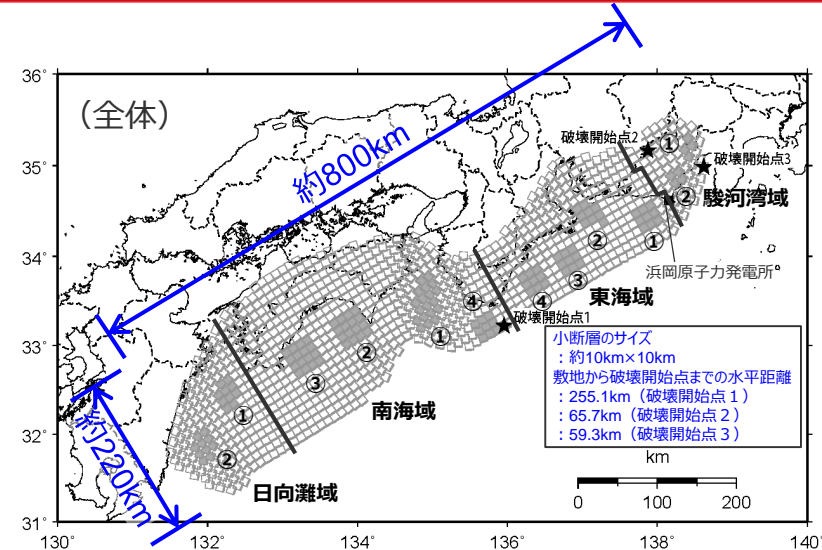 （全体）
約800km
約220km
36°
35°
34°
33°
32°
31°
130°
132°
134°
136°
138°
140°
破壊開始点2
①
破壊開始点3
②
駿河湾域
②
①
浜岡原子力発電所
③
④
東海域
④
破壊開始点1
①
②
③
南海域
①
②
日向灘域
小断層のサイズ
：約10km×10km
敷地から破壊開始点までの水平距離
：255.1km（破壊開始点１）
：65.7km（破壊開始点２）
：59.3km（破壊開始点３）
km
0
100
200